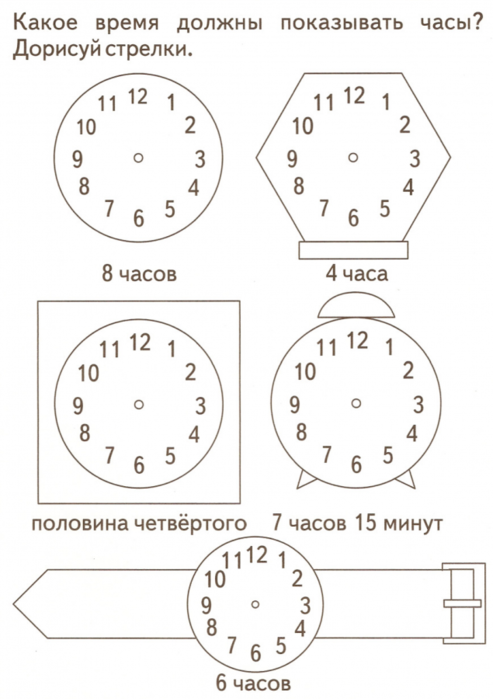 Какое время должны показывать часы?
Дорисуй стрелки.
11 12 1
10 2
9 3
8 4
7 6 5
11 12 1
10 2
9 3
8 4
7 6 5
8 часов 4 часа
11 12 1
10 2
9 3
8 4
7 6 5
11 12 1
10 2
9 3
8 4
7 6 5
половина четвёртого 7 часов 15 минут
11 12 1
10 2
9 3
8 4
7 6 5
6 часов